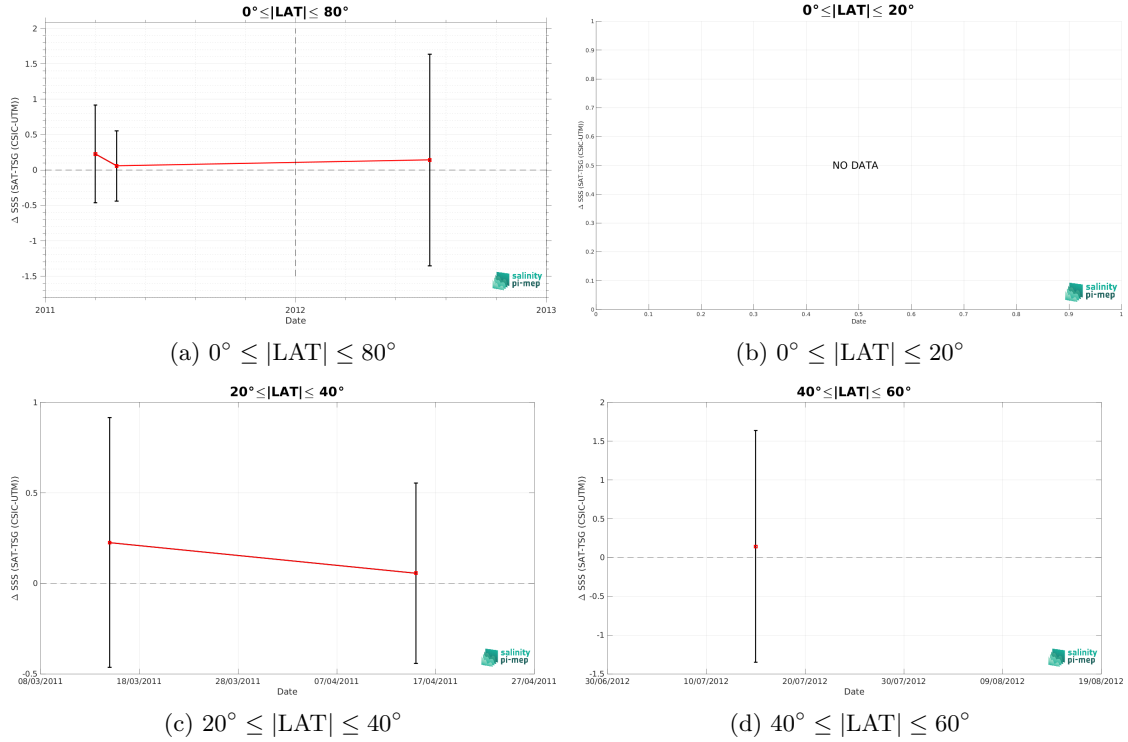 0°≤|LAT|≤ 80°
2
1.5
1
0.5
0
-0.5
-1
-1.5
Δ SSS (SAT-TSG (CSIC-UTM))
2011
2012
2013
Date
salinity
pi-mep
(a) 0° ≤ |LAT| ≤ 80°
0°≤|LAT|≤ 20°
1
0.9
0.8
0.7
0.6
0.5
0.4
0.3
0.2
0.1
0
Δ SSS (SAT-TSG (CSIC-UTM))
NO DATA
0 0.1 0.2 0.3 0.4 0.5 0.6 0.7 0.8 0.9 1
Date
salinity
pi-mep
(b) 0° ≤ |LAT| ≤ 20°
20°≤|LAT|≤ 40°
1
0.5
0
-0.5
Δ SSS (SAT-TSG (CSIC-UTM))
08/03/2011 18/03/2011 28/03/2011 07/04/2011 17/04/2011 27/04/2011
Date
salinity
pi-mep
(c) 20° ≤ |LAT| ≤ 40°
40°≤|LAT|≤ 60°
2
1.5
1
0.5
0
-0.5
-1
-1.5
Δ SSS (SAT-TSG (CSIC-UTM))
30/06/2012 10/07/2012 20/07/2012 30/07/2012 09/08/2012 19/08/2012
Date
salinity
pi-mep
(d) 40° ≤ |LAT| ≤ 60°